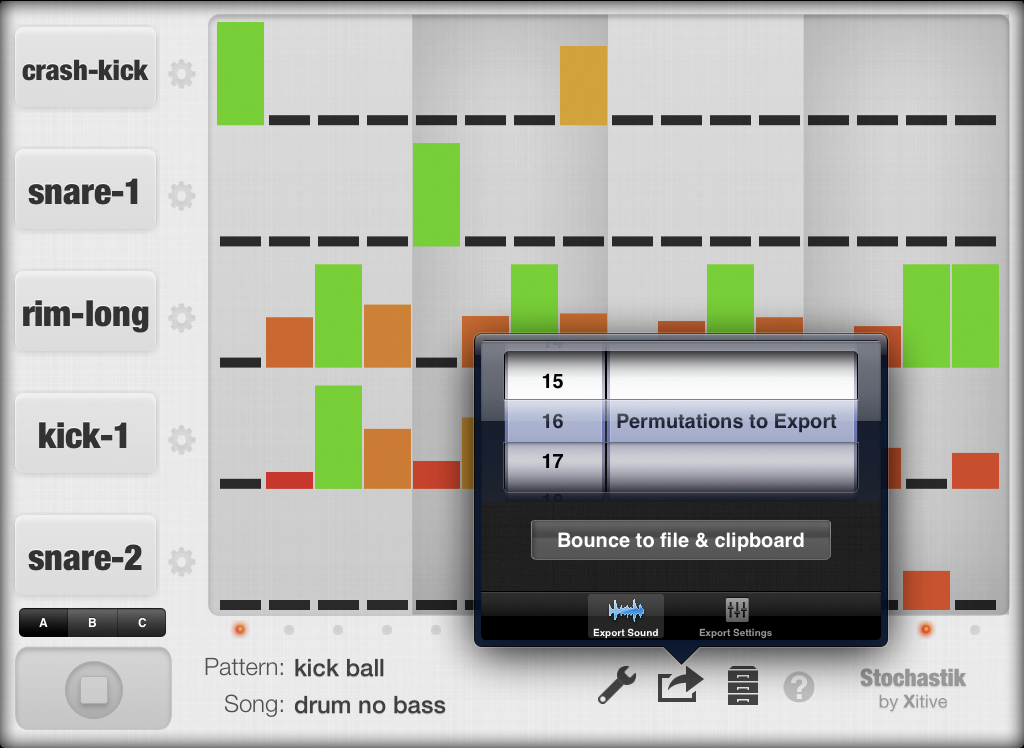 crash-kick
snare-1
rim-long
kick-1
snare-2
15
16 Permutations to Export
17
Bounce to file & clipboard
Export Sound Export Settings
A B C
Pattern: kick ball
Song: drum no bass
?
Stochastik
by Xitive